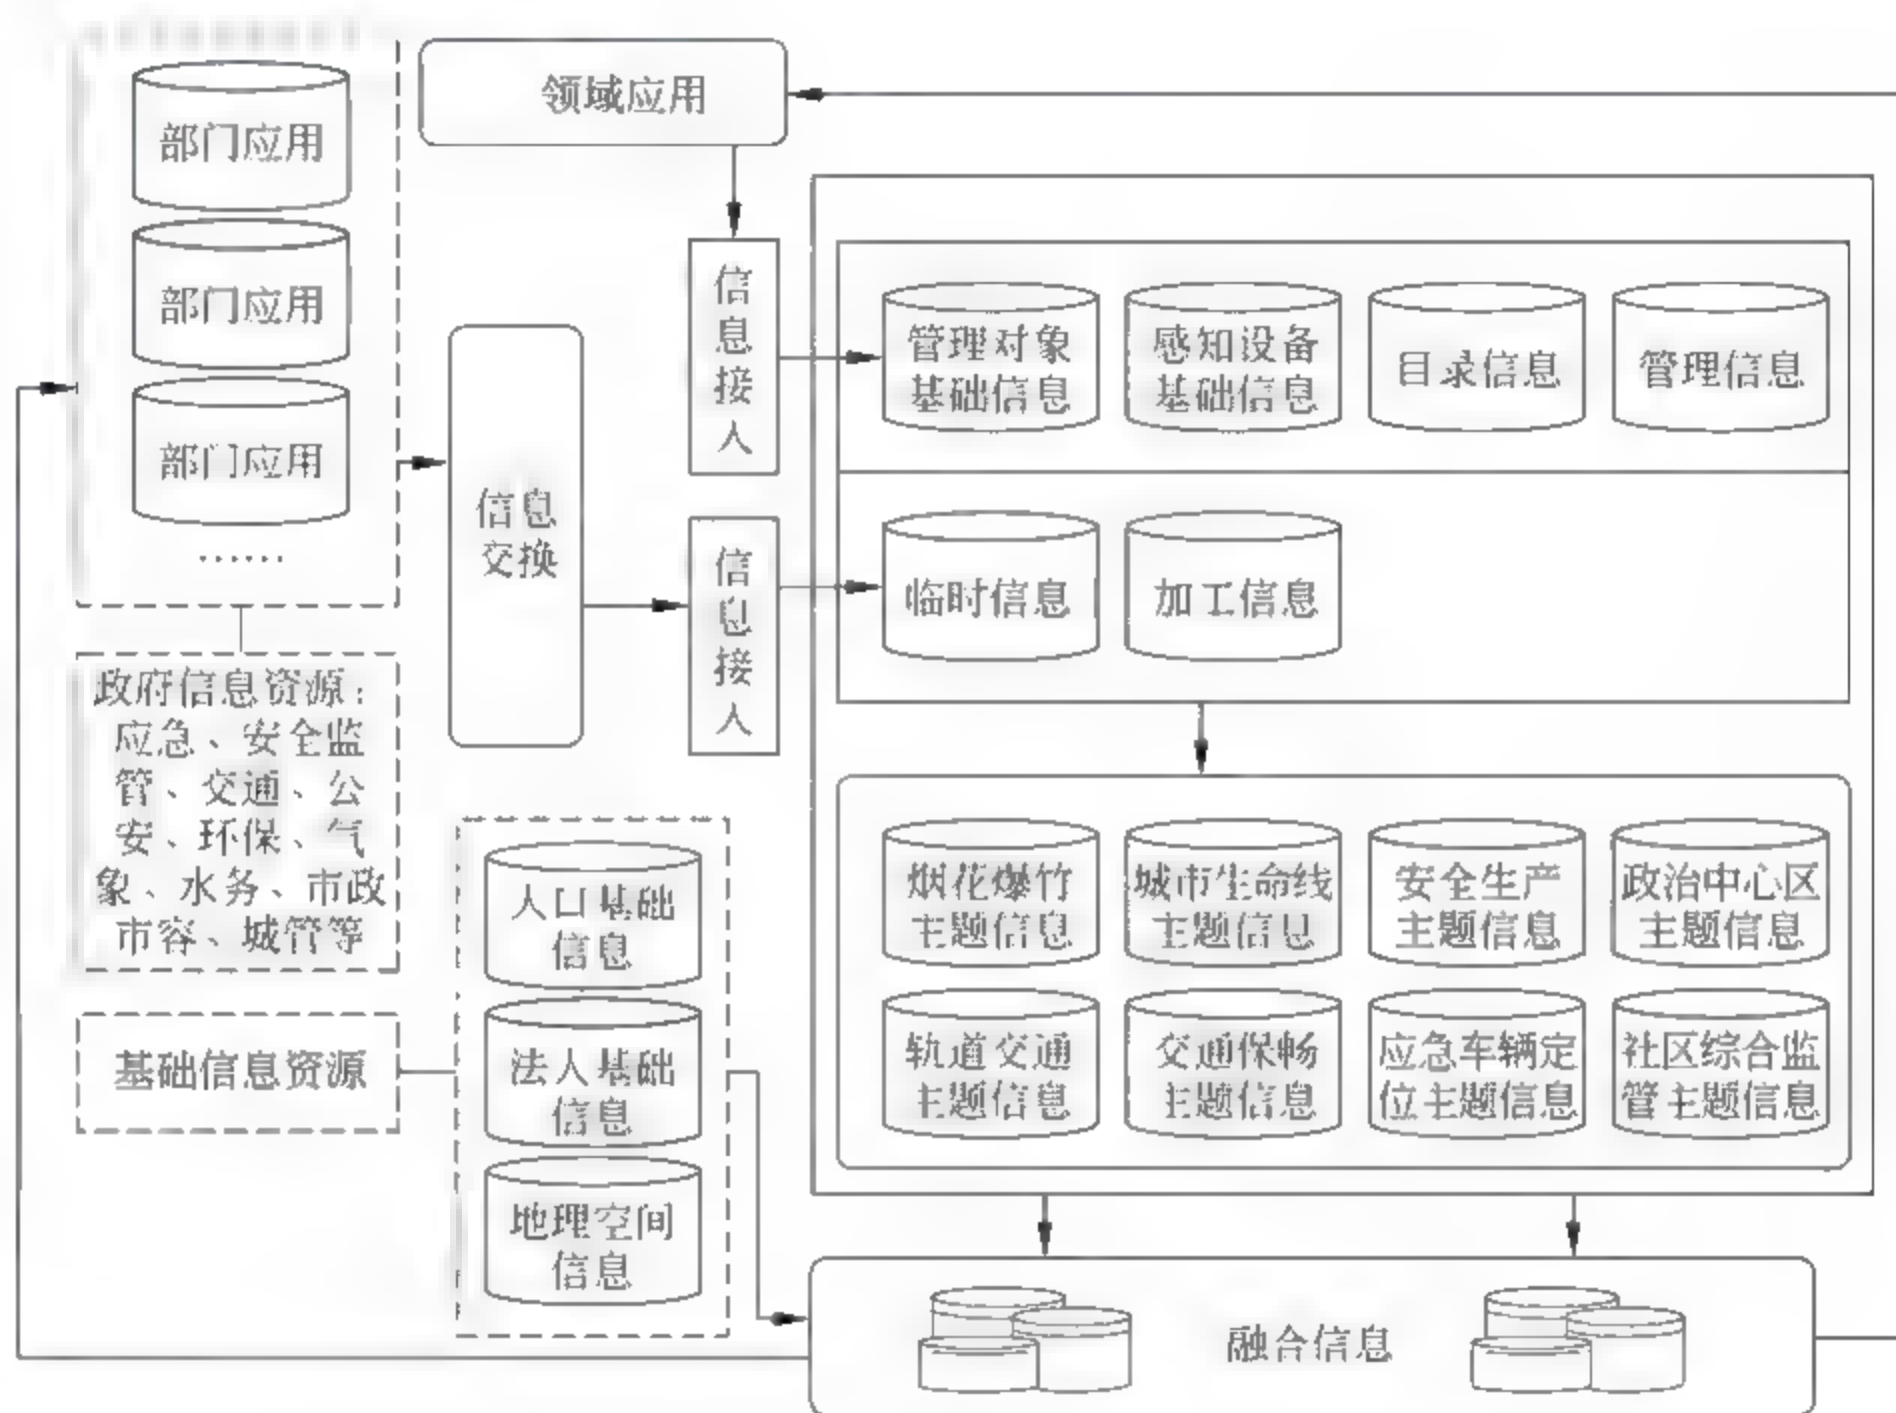 领域应用
部门应用
部门应用
部门应用
……
信息
交换
信
息
接
入
信
息
接
入
管理对象
基础信息
感知设备
基础信息
目录信息
管理信息
临时信息
加工信息
政府信息资源：
应急、安全监
管、交通、公
安、环保、气
象、水务、市政
市容、城管等
基础信息资源
人口基础
信息
法人基础
信息
地理空间
信息
烟花爆竹
主题信息
城市生命线
主题信息
安全生产
主题信息
政治中心区
主题信息
轨道交通
主题信息
交通保畅
主题信息
应急车辆定
位主题信息
社区综合监
管主题信息
融合信息